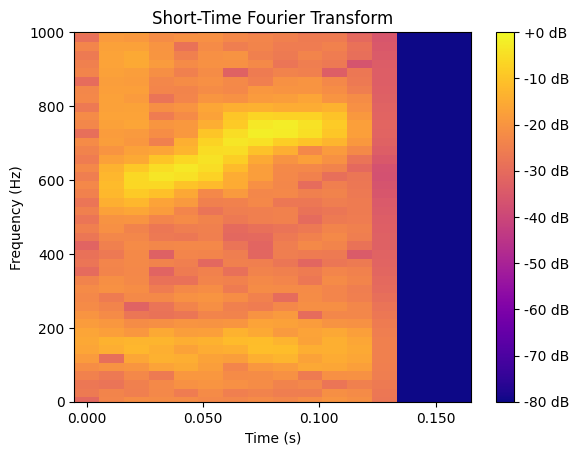 Short-Time Fourier Transform
Frequency (Hz)
1000
800
600
400
200
0
0.000
0.050
0.100
0.150
Time (s)
+0 dB
-10 dB
-20 dB
-30 dB
-40 dB
-50 dB
-60 dB
-70 dB
-80 dB